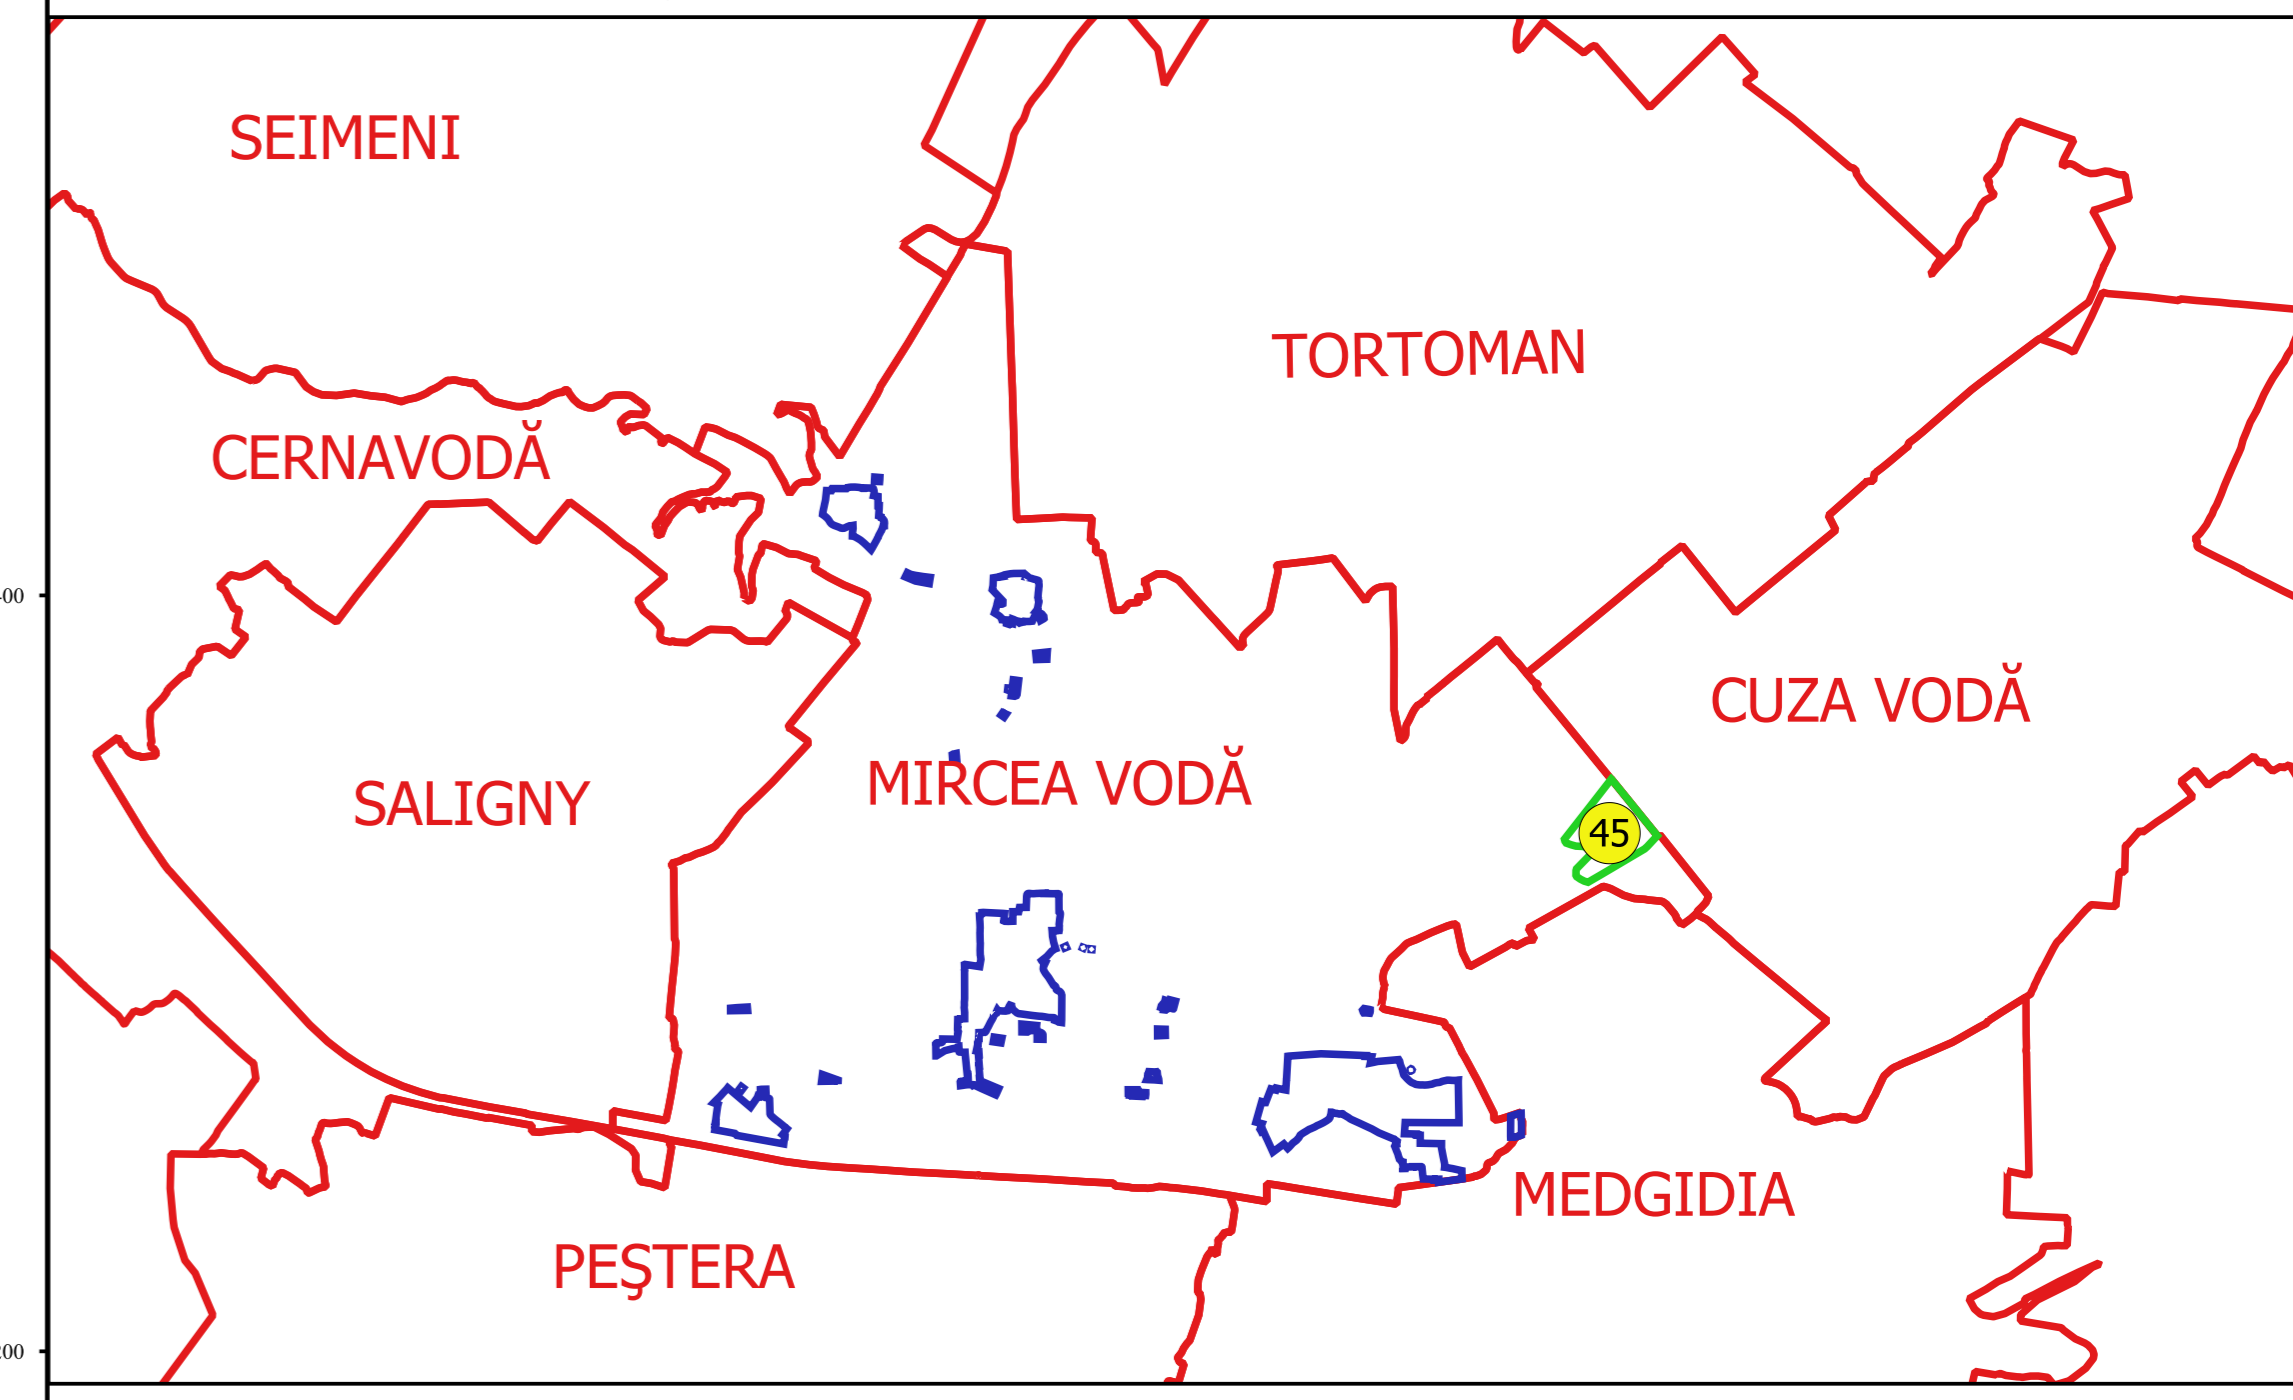 SEIMENI
TORTOMAN
CERNAVODĂ
CUZA VODĂ
MIRCEA VODĂ
SALIGNY
45
MEDGIDIA
PEŞTERA